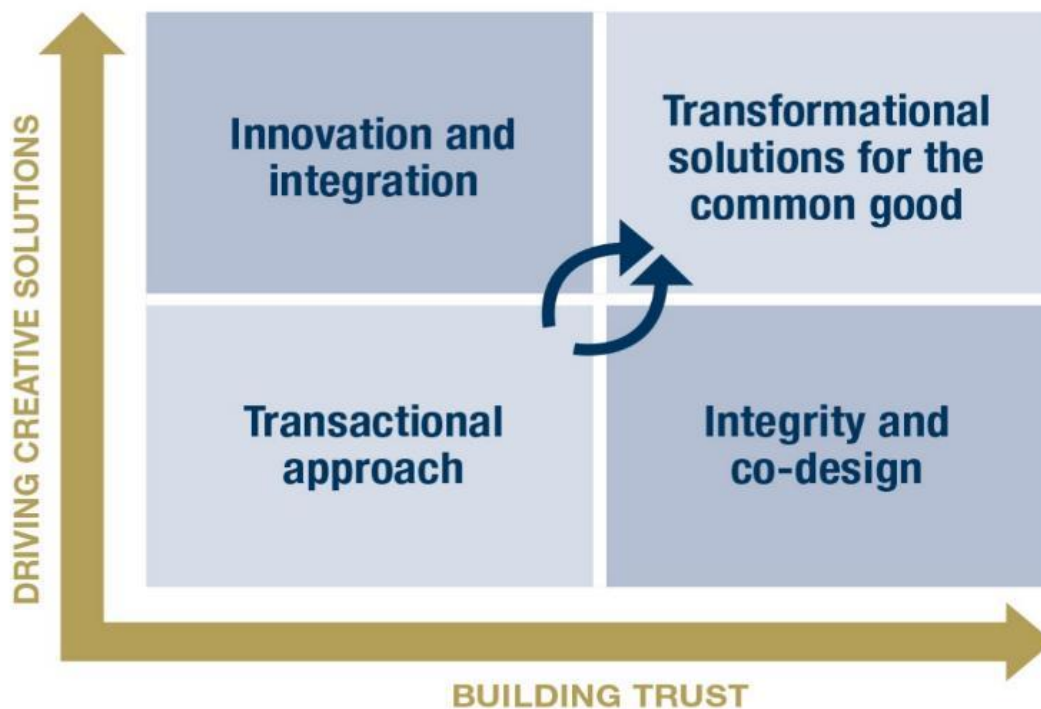 DRIVING CREATIVE SOLUTIONS
Innovation and
integration
Transformational
solutions for the
common good
Transactional
approach
Integrity and
co-design
BUILDING TRUST